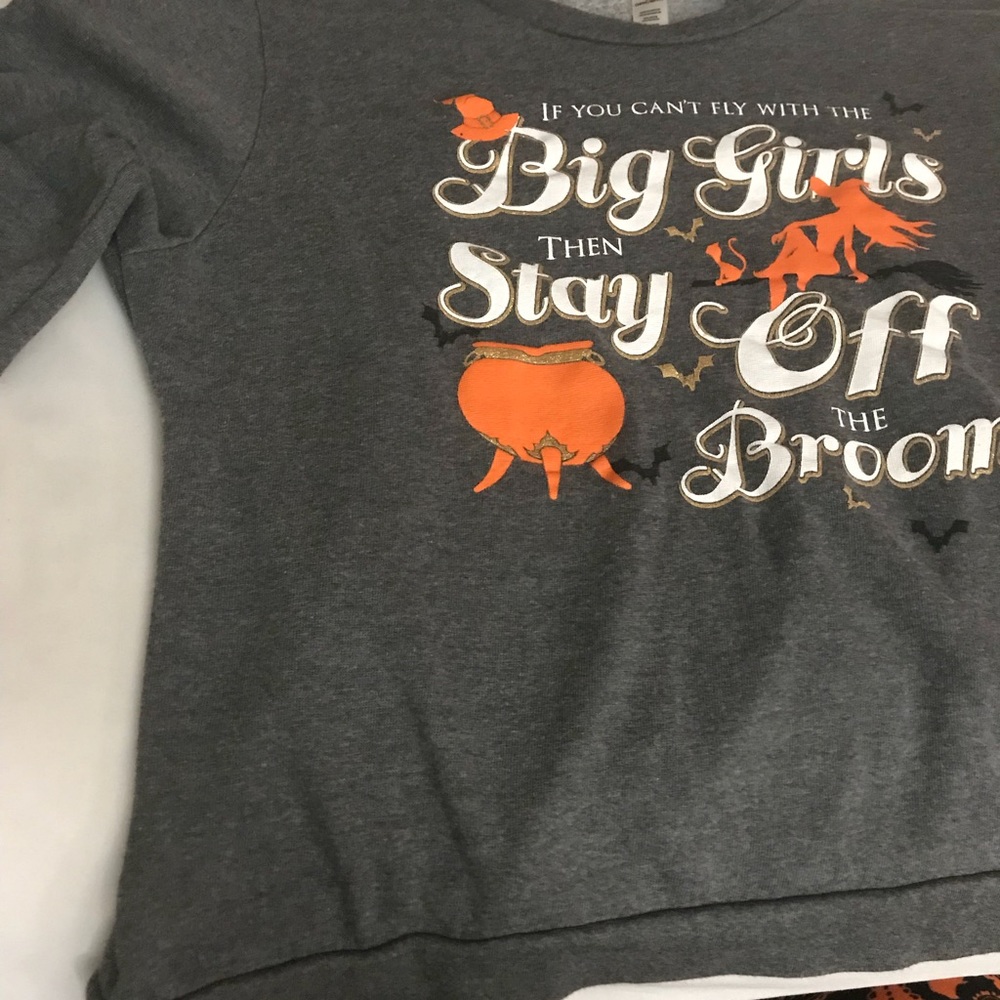 IF YOU CAN'T FLY WITH THE
Big Girls
THEN
Stay Off
THE
Broom